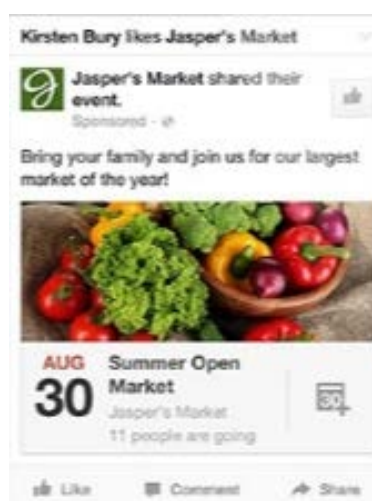 Kirsten Bury likes Jasper's Market
Jasper's Market shared their
event.
Sponsored ·
Bring your family and join us for our largest
market of the year!
AUG
30
Summer Open
Market
Jasper's Market
11 people are going
Like Comment Share